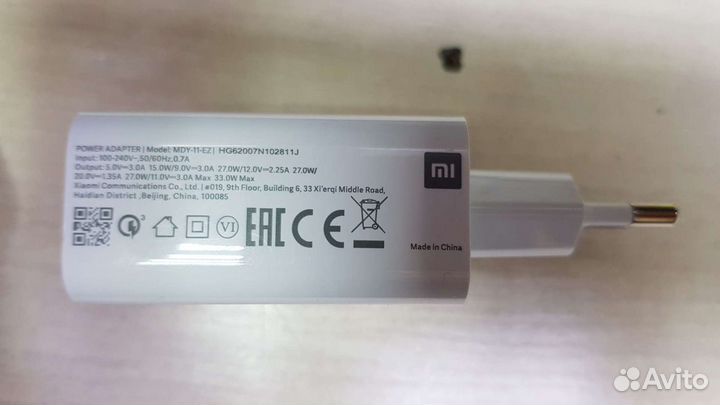 POWER ADAPTER | Model: MDY-11-EZ | HG62007N102811J
Input: 100-240V~,50/60Hz,0.7A
Output: 5.0V⎓3.0A 15.0W/9.0V⎓3.0A 27.0W/12.0V⎓2.25A 27.0W/
20.0V⎓1.35A 27.0W/11.0V⎓3.0A Max 33.0W Max
Xiaomi Communications Co., Ltd. | #019, 9th Floor, Building 6, 33 Xi'erqi Middle Road,
Haidian District ,Beijing, China, 100085
3
VI
EAC CE
mi
Made in China
Avito